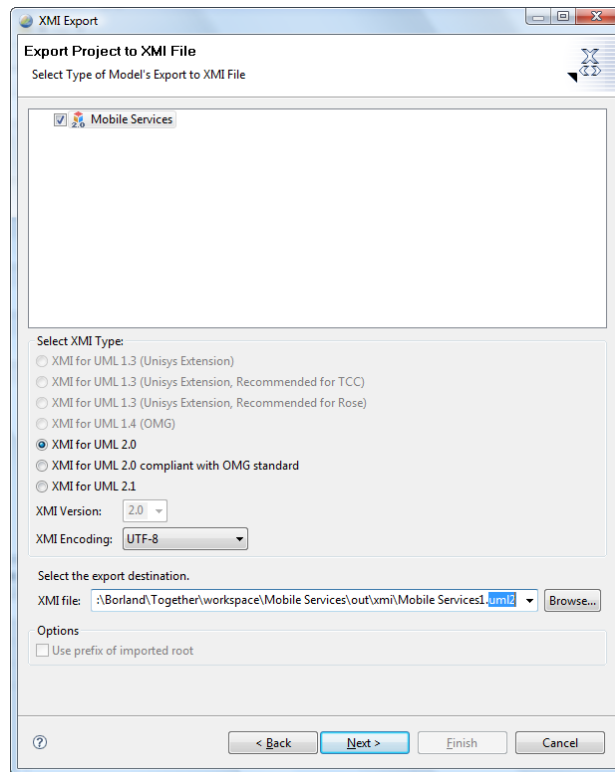 XMI Export
Export Project to XMI File
Select Type of Model's Export to XMI File
2.0 Mobile Services
Select XMI Type:
XMI for UML 1.3 (Unisys Extension)
XMI for UML 1.3 (Unisys Extension, Recommended for TCC)
XMI for UML 1.3 (Unisys Extension, Recommended for Rose)
XMI for UML 1.4 (OMG)
XMI for UML 2.0
XMI for UML 2.0 compliant with OMG standard
XMI for UML 2.1
XMI Version: 2.0
XMI Encoding: UTF-8
Select the export destination.
XMI file: :\Borland\Together\workspace\Mobile Services\out\xmi\Mobile Services1.uml2 Browse...
Options
Use prefix of imported root
? < Back Next > Finish Cancel